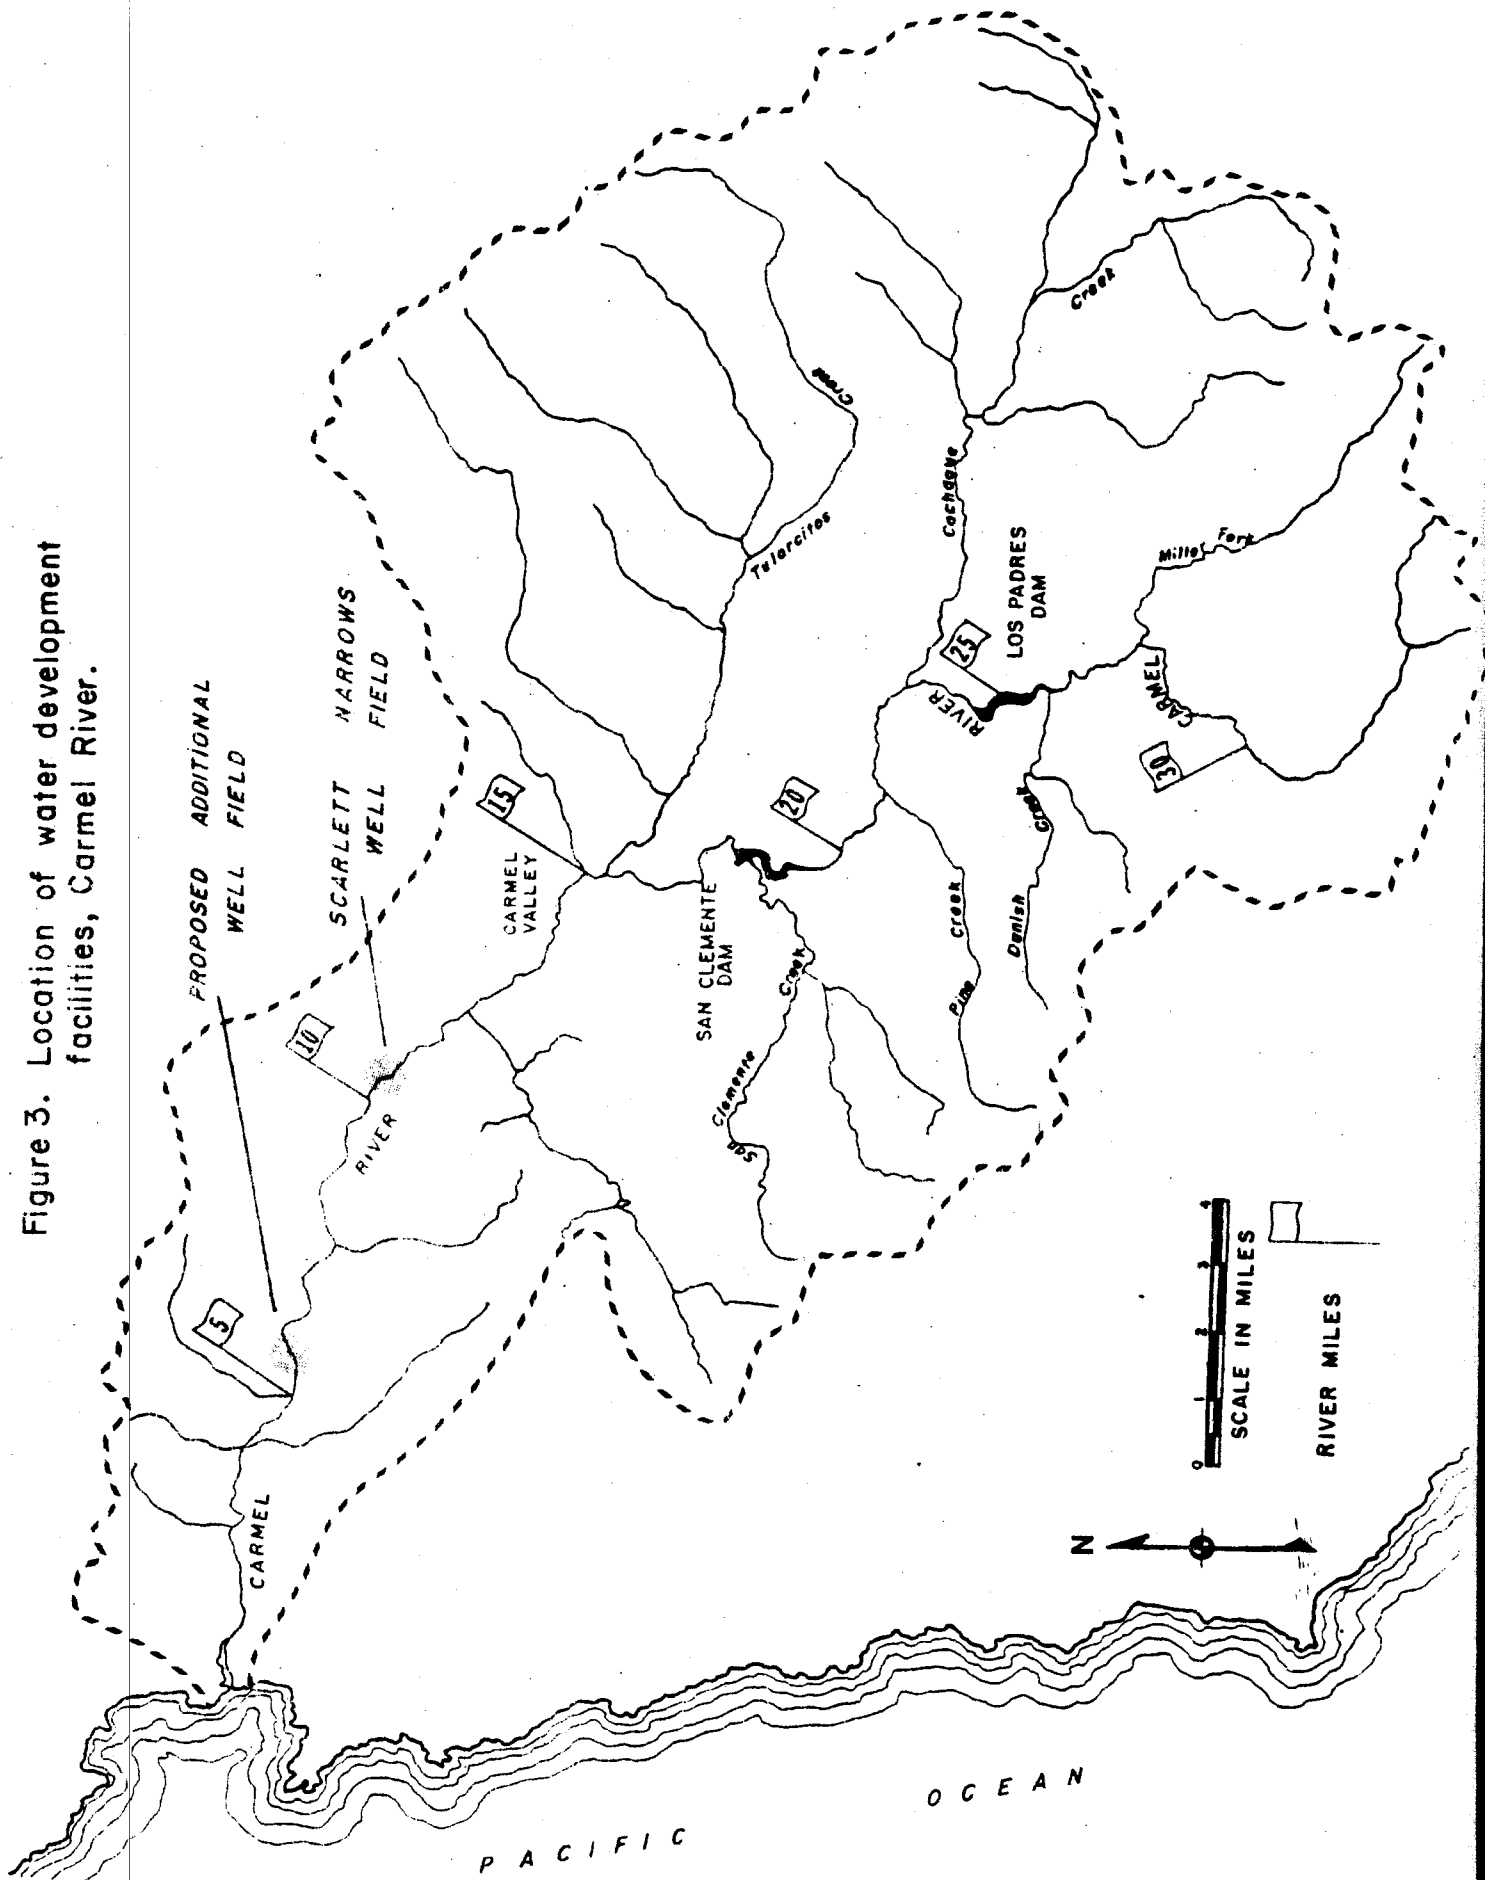 Figure 3. Location of water development
facilities, Carmel River.
PROPOSED ADDITIONAL
WELL FIELD
SCARLETT NARROWS
WELL FIELD
5
10
15
20
25
30
CARMEL
RIVER
CARMEL
VALLEY
SAN CLEMENTE
DAM
LOS PADRES
DAM
Tularcitos
Creek
Cachague
Creek
San
Clemente
Creek
Pine
Creek
Danish
Creek
RIVER
CARMEL
Miller Fork
N
0 1 2 3 4
SCALE IN MILES
RIVER MILES
PACIFIC
OCEAN